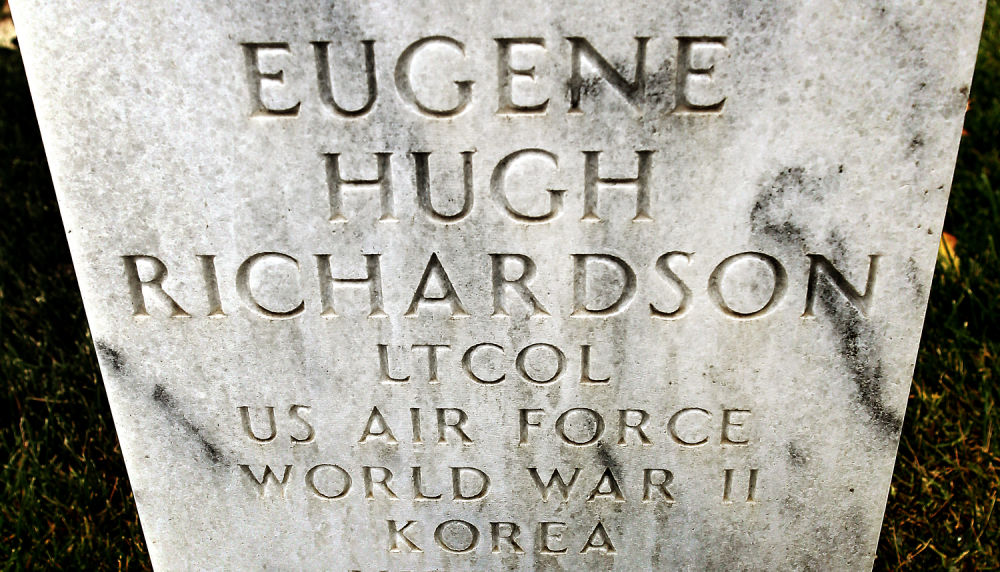 EUGENE
HUGH
RICHARDSON
LTCOL
US AIR FORCE
WORLD WAR II
KOREA